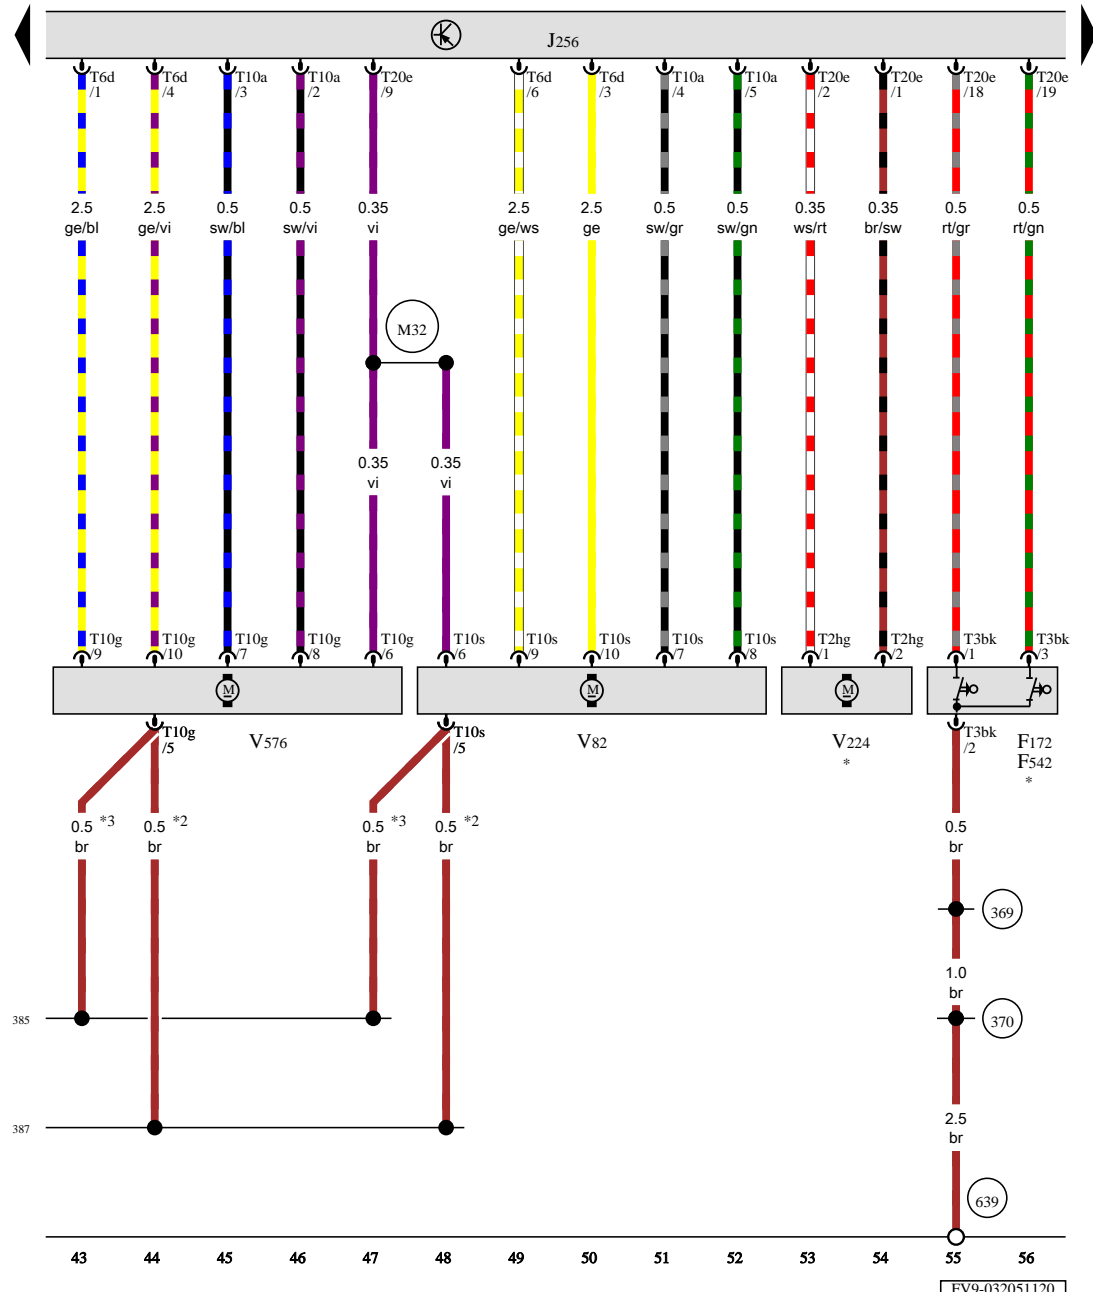 J256
T6d
/1
T6d
/4
T10a
/3
T10a
/2
T20e
/9
T6d
/6
T6d
/3
T10a
/4
T10a
/5
T20e
/2
T20e
/1
T20e
/18
T20e
/19
2.5
ge/bl
2.5
ge/vi
0.5
sw/bl
0.5
sw/vi
0.35
vi
2.5
ge/ws
2.5
ge
0.5
sw/gr
0.5
sw/gn
0.35
ws/rt
0.35
br/sw
0.5
rt/gr
0.5
rt/gn
M32
0.35
vi
0.35
vi
T10g
/9
T10g
/10
T10g
/7
T10g
/8
T10g
/6
T10s
/6
T10s
/9
T10s
/10
T10s
/7
T10s
/8
T2hg
/1
T2hg
/2
T3bk
/1
T3bk
/3
M
M
M
T10g
/5
V576
T10s
/5
V82
V224
*
T3bk
/2
F172
F542
*
0.5
br
*3
0.5
br
*2
0.5
br
*3
0.5
br
*2
0.5
br
369
1.0
br
385
370
387
2.5
br
639
43 44 45 46 47 48 49 50 51 52 53 54 55 56
FV9-032051120